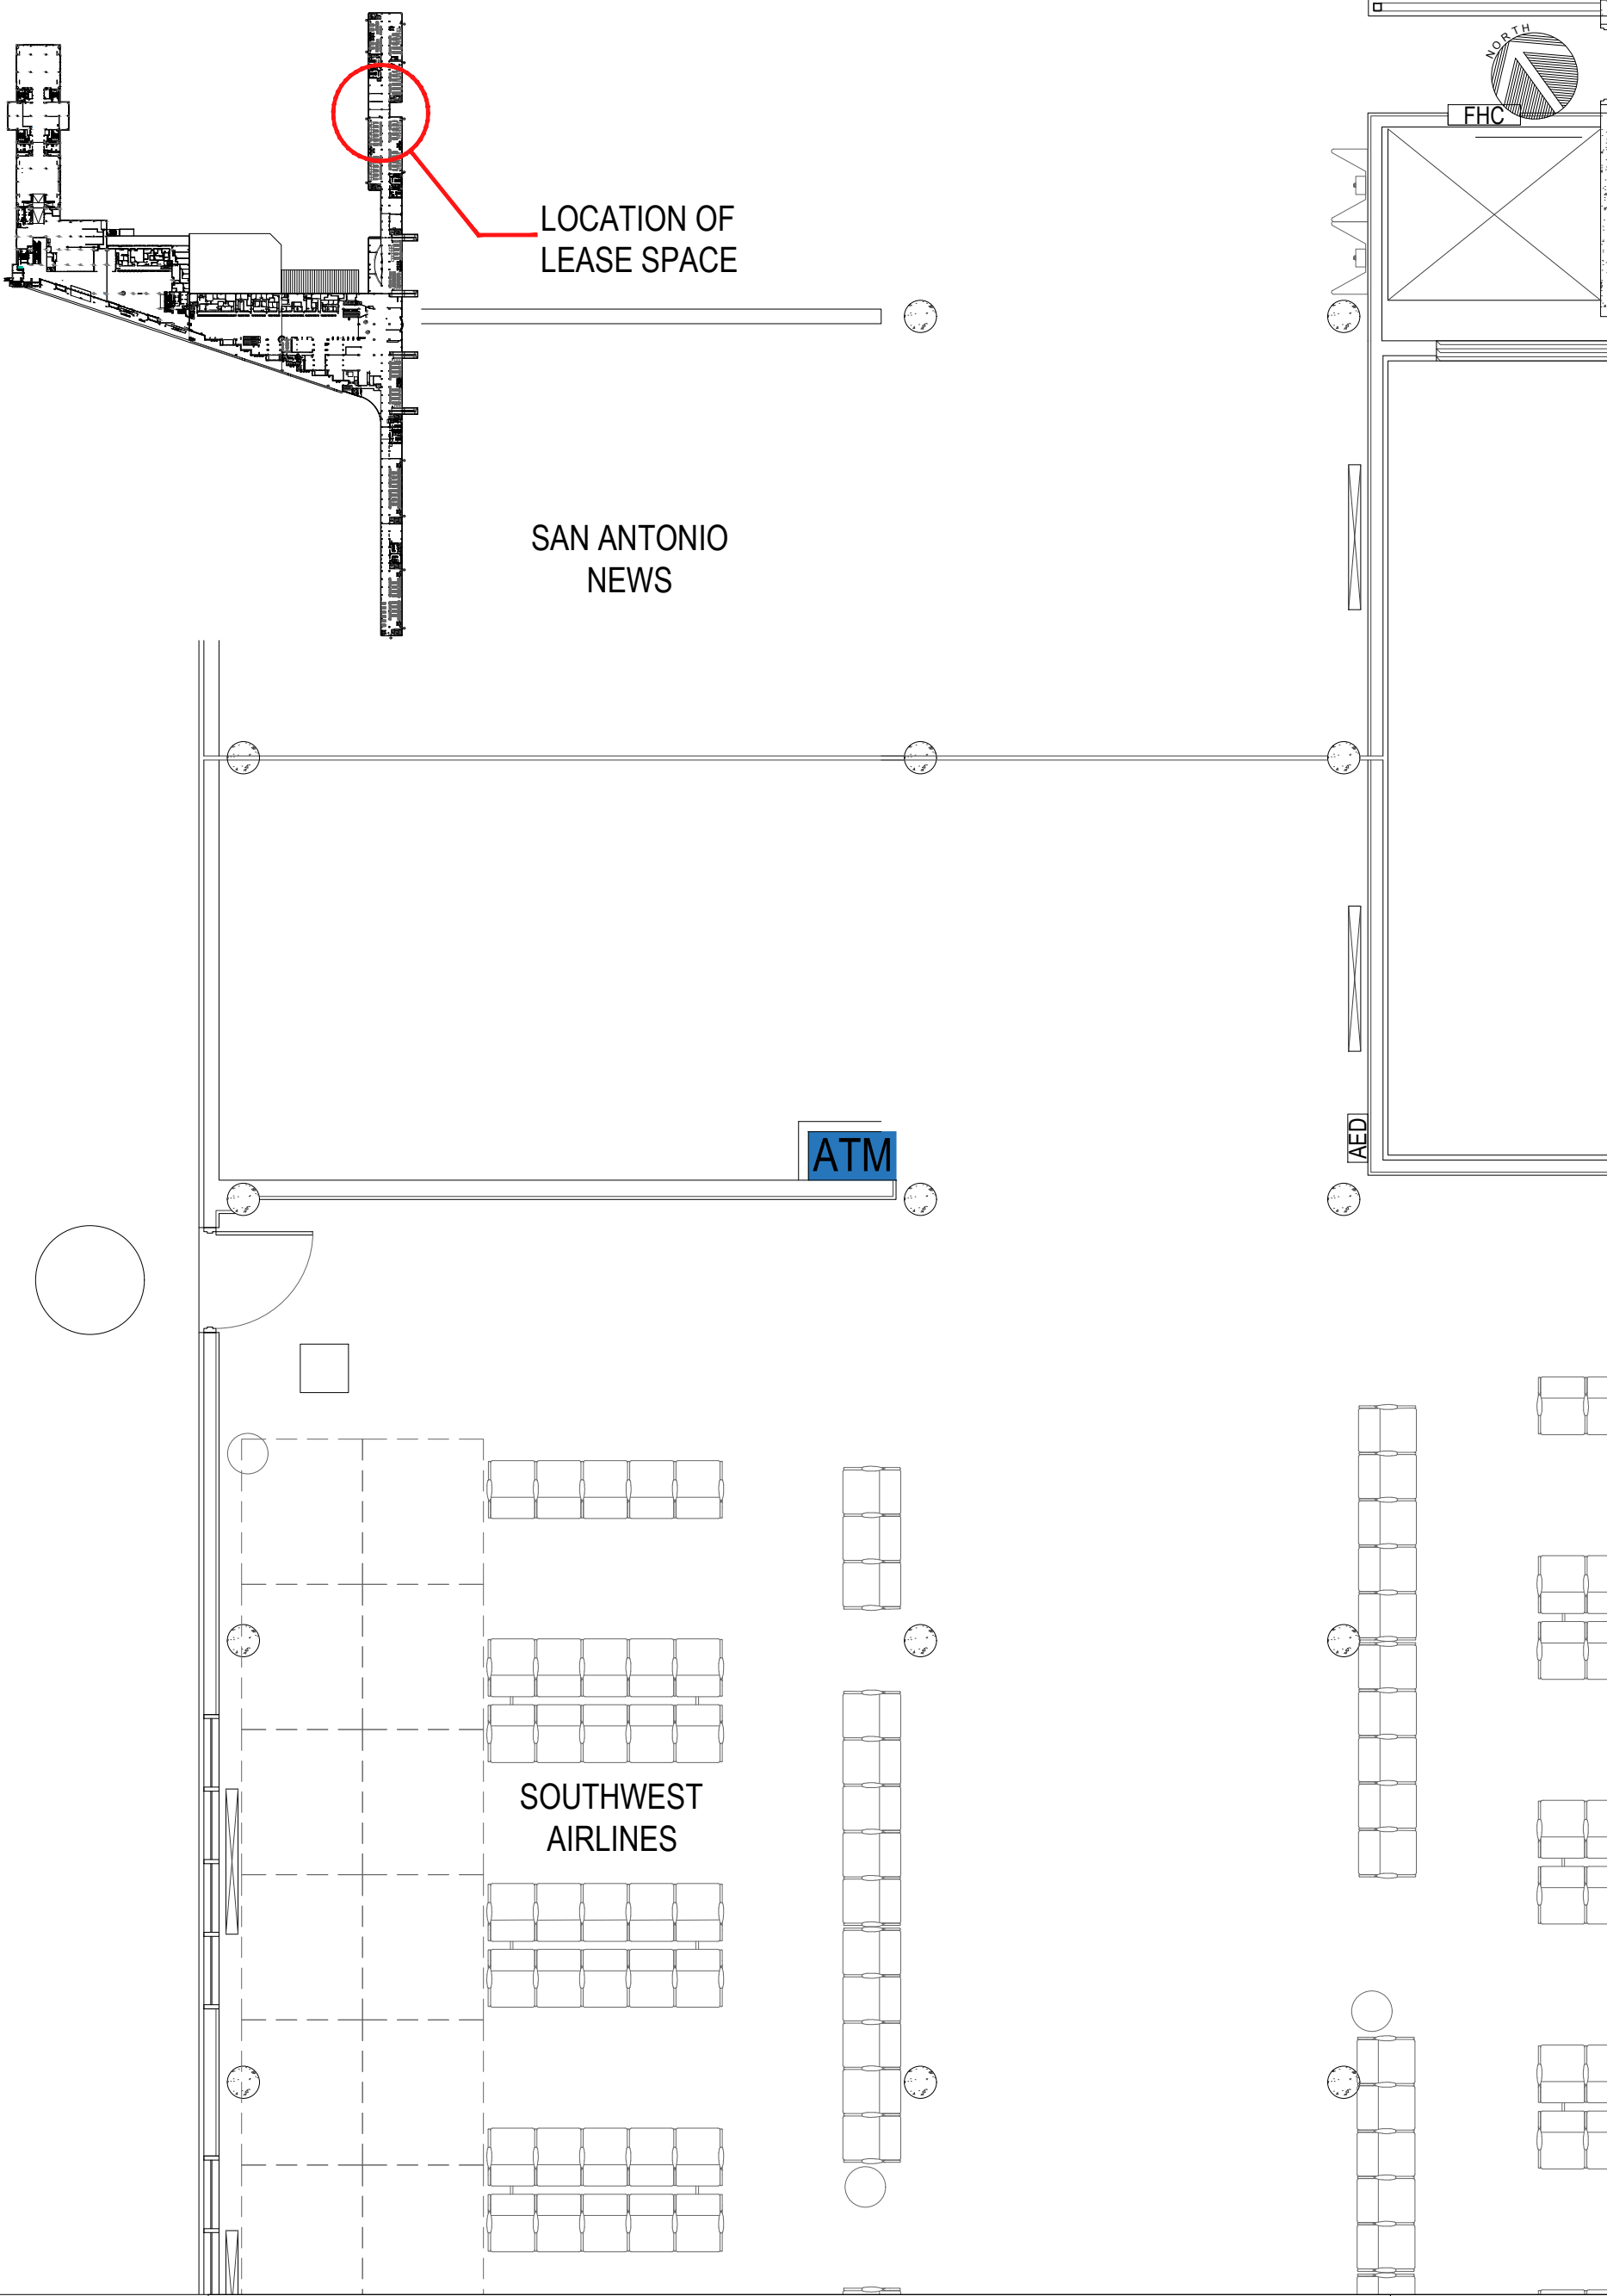 NORTH
FHC
LOCATION OF
LEASE SPACE
SAN ANTONIO
NEWS
ATM
AED
SOUTHWEST
AIRLINES